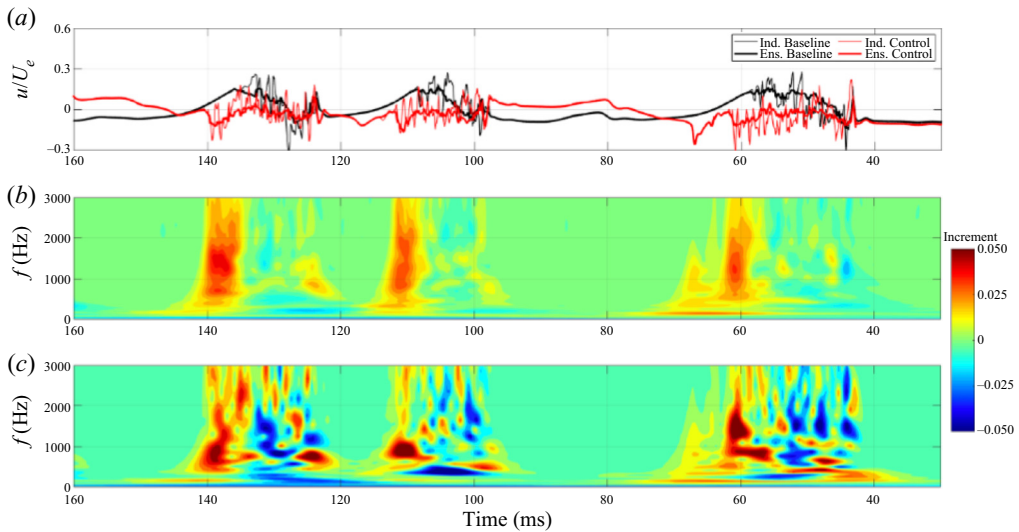 (a)
0.6
0.3
0
−0.3
u/Ue
Ind. Baseline
Ind. Control
Ens. Baseline
Ens. Control
160 140 120 100 80 60 40
(b)
3000
2000
1000
0
f (Hz)
160 140 120 100 80 60 40
Increment
0.050
0.025
0
−0.025
−0.050
(c)
3000
2000
1000
0
f (Hz)
160 140 120 100 80 60 40
Time (ms)